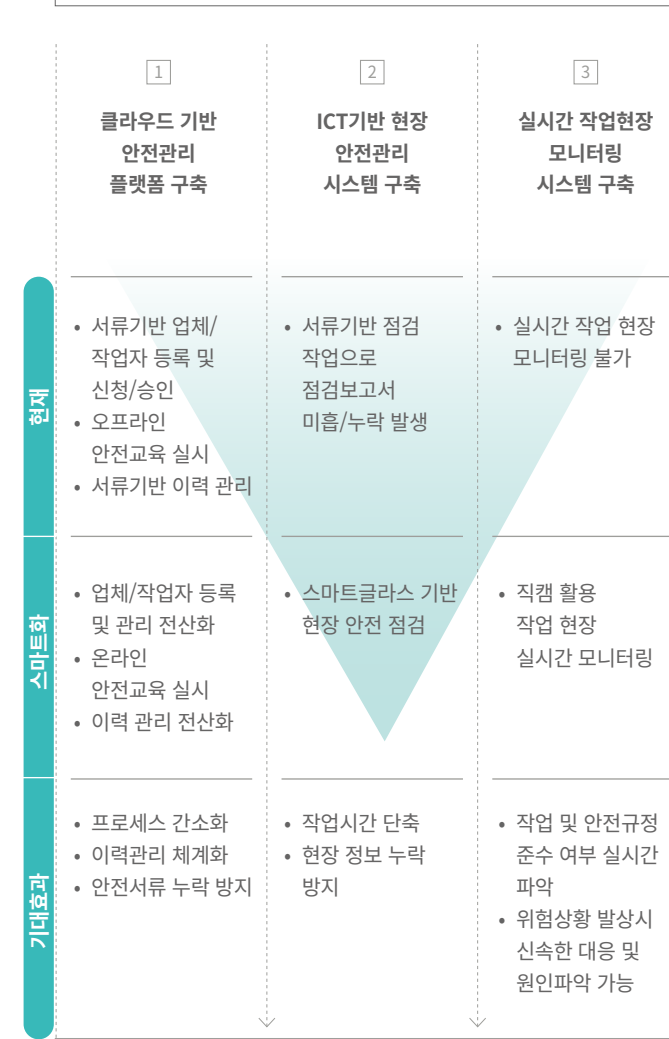 1
클라우드 기반
안전관리
플랫폼 구축
2
ICT기반 현장
안전관리
시스템 구축
3
실시간 작업현장
모니터링
시스템 구축
현재
• 서류기반 업체/
작업자 등록 및
신청/승인
• 오프라인
안전교육 실시
• 서류기반 이력 관리
• 서류기반 점검
작업으로
점검보고서
미흡/누락 발생
• 실시간 작업 현장
모니터링 불가
스마트화
• 업체/작업자 등록
및 관리 전산화
• 온라인
안전교육 실시
• 이력 관리 전산화
• 스마트글라스 기반
현장 안전 점검
• 직캠 활용
작업 현장
실시간 모니터링
기대효과
• 프로세스 간소화
• 이력관리 체계화
• 안전서류 누락 방지
• 작업시간 단축
• 현장 정보 누락
방지
• 작업 및 안전규정
준수 여부 실시간
파악
• 위험상황 발상시
신속한 대응 및
원인파악 가능